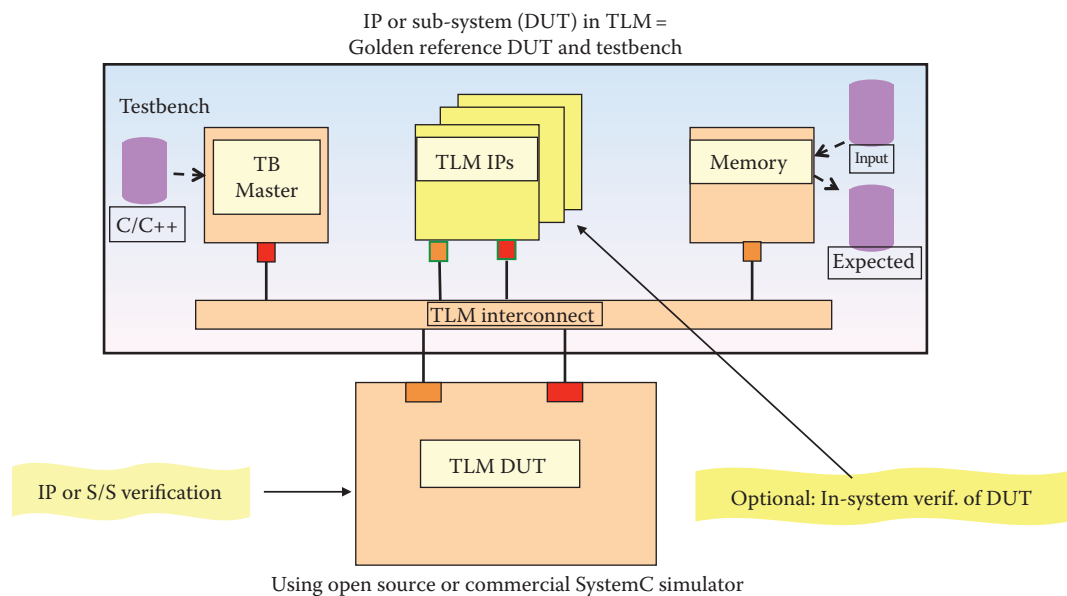 IP or sub-system (DUT) in TLM =
Golden reference DUT and testbench
Testbench
C/C++
TB
Master
TLM IPs
Memory
Input
Expected
TLM interconnect
TLM DUT
IP or S/S verification
Optional: In-system verif. of DUT
Using open source or commercial SystemC simulator